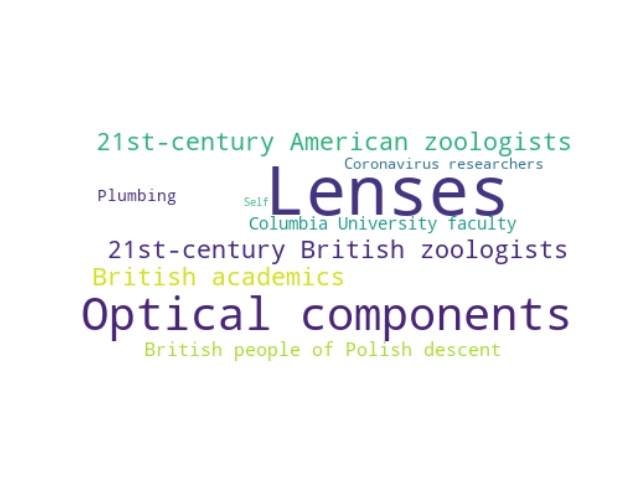 21st-century American zoologists
Coronavirus researchers
Plumbing
Self
Lenses
Columbia University faculty
21st-century British zoologists
British academics
Optical components
British people of Polish descent